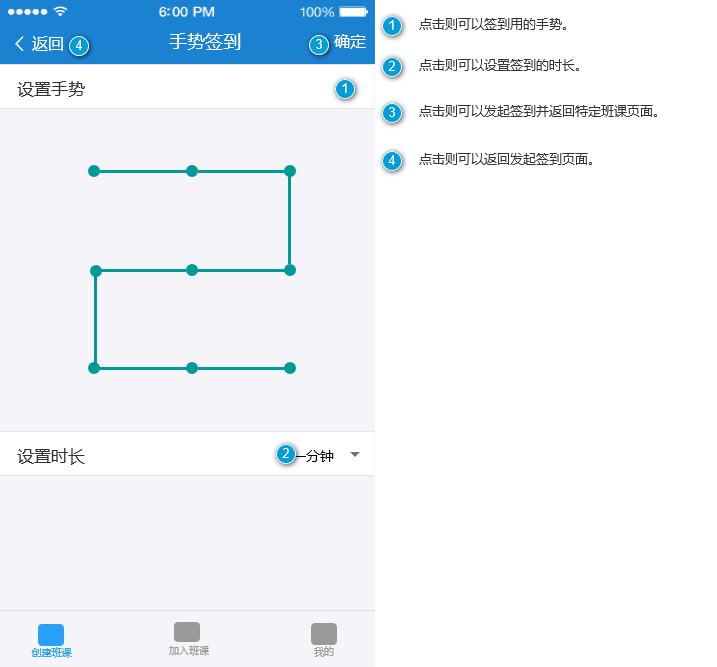 6:00 PM 100%
返回 4 手势签到 3 确定
设置手势 1
设置时长 2 一分钟
创建班课 加入班课 我的
1 点击则可以签到用的手势。
2 点击则可以设置签到的时长。
3 点击则可以发起签到并返回特定班课页面。
4 点击则可以返回发起签到页面。